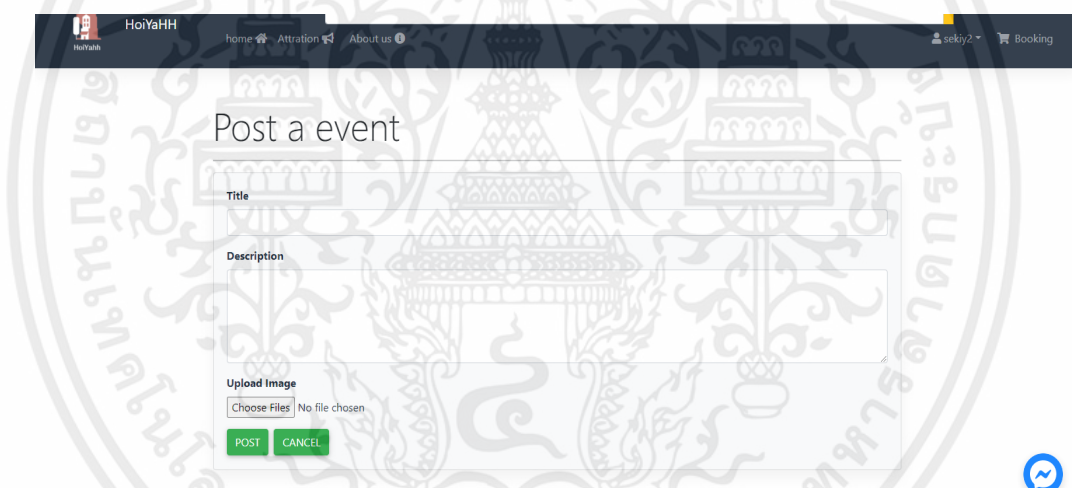 HoiYahh
HoiYaHH
home Attration About us
sekiy2 Booking
Post a event
Title
Description
Upload Image
Choose Files No file chosen
POST CANCEL